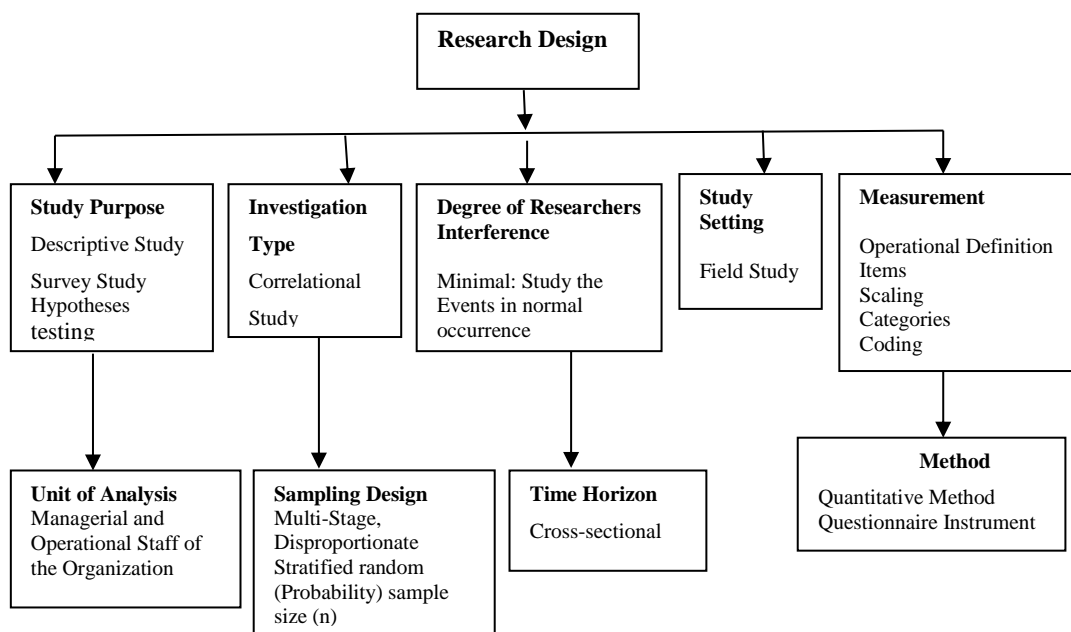 Research Design
Study Purpose
Descriptive Study
Survey Study
Hypotheses
testing
Investigation
Type
Correlational
Study
Degree of Researchers
Interference
Minimal: Study the
Events in normal
occurrence
Study
Setting
Field Study
Measurement
Operational Definition
Items
Scaling
Categories
Coding
Unit of Analysis
Managerial and
Operational Staff of
the Organization
Sampling Design
Multi-Stage,
Disproportionate
Stratified random
(Probability) sample
size (n)
Time Horizon
Cross-sectional
Method
Quantitative Method
Questionnaire Instrument